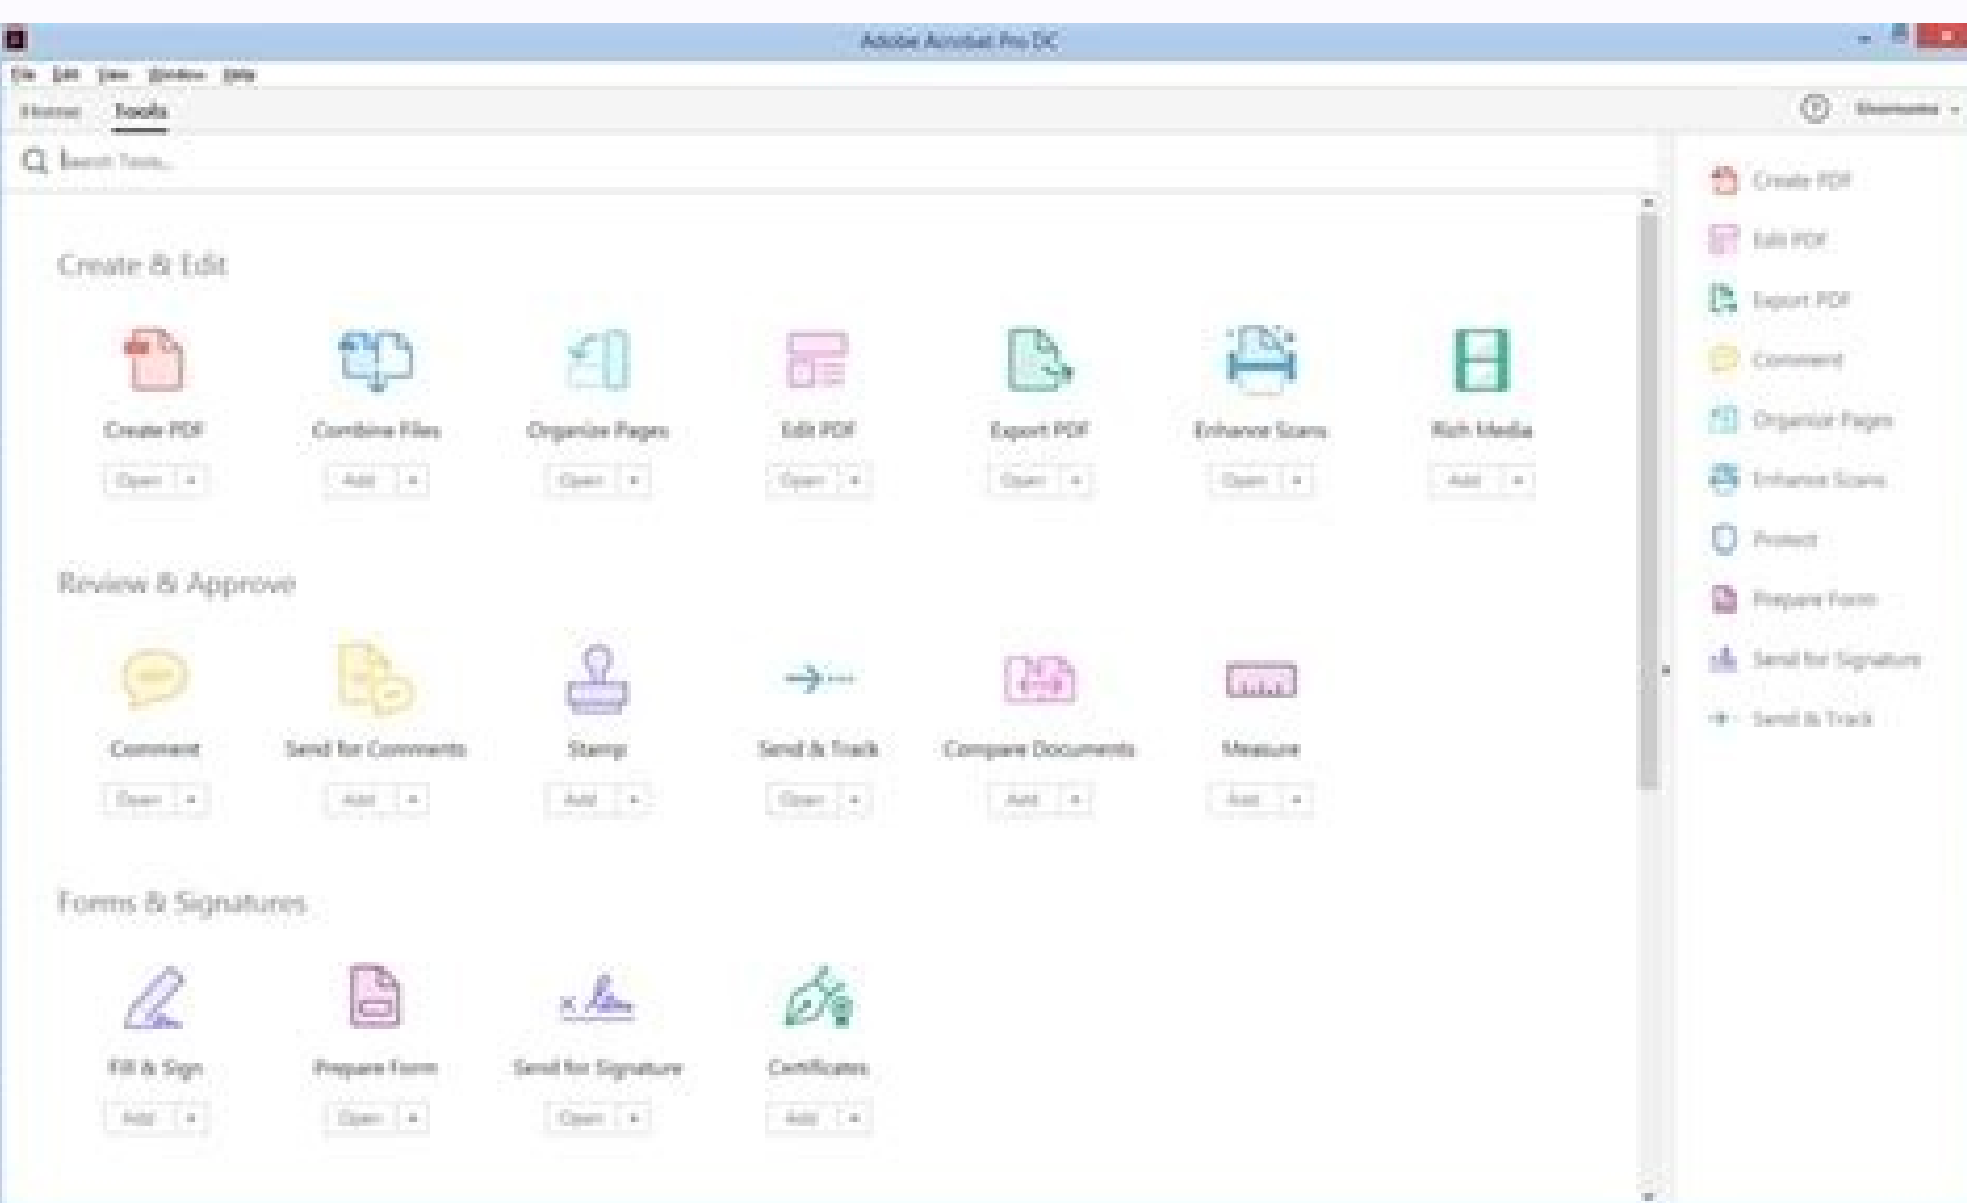 Adobe Acrobat Pro DC
File Edit View Window Help
Home Tools
Username
Search Tools...
Create & Edit
Create PDF Combine Files Organize Pages Edit PDF Export PDF Enhance Scans Rich Media
Open Add Open Open Open Open Add
Review & Approve
Comment Send for Comments Stamp Send & Track Compare Documents Measure
Open Add Add Open Add Add
Forms & Signatures
Fill & Sign Prepare Form Send for Signature Certificates
Add Open Open Add
Create PDF
Edit PDF
Export PDF
Comment
Organize Pages
Enhance Scans
Protect
Prepare Form
Send for Signature
Send & Track